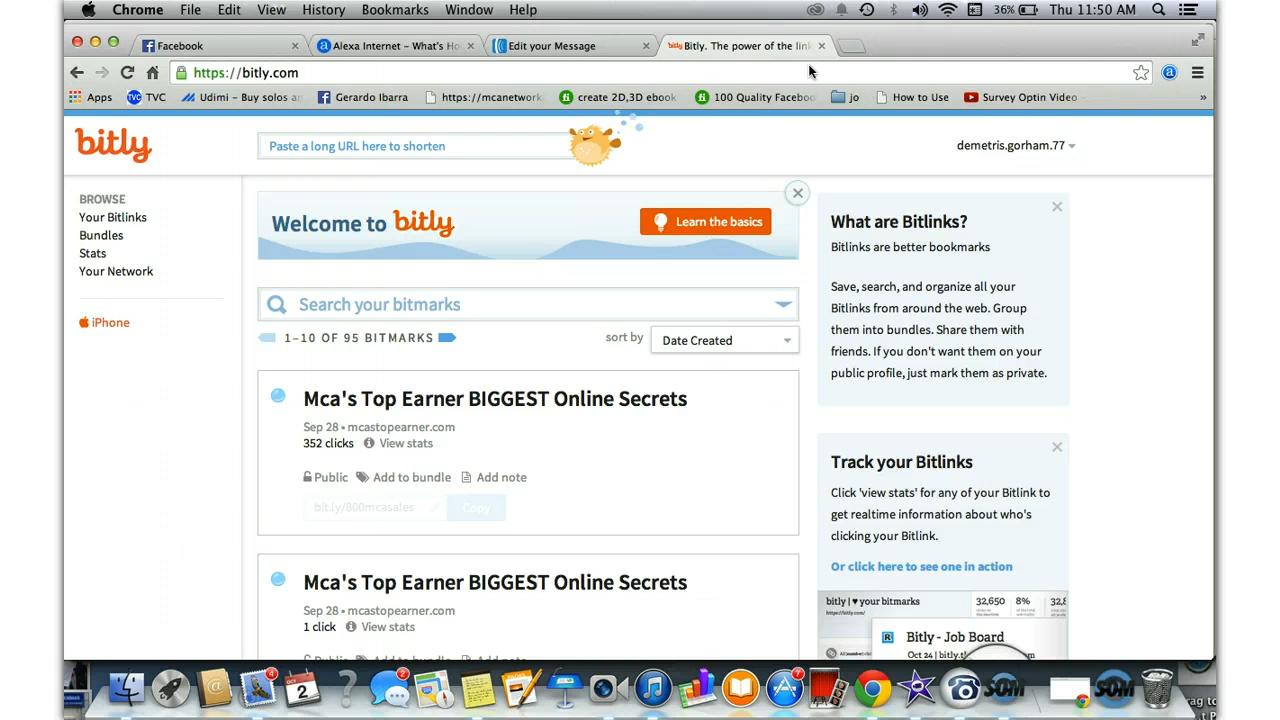 Chrome File Edit View History Bookmarks Window Help 36% Thu 11:50 AM
Facebook Alexa Internet – What's Ho Edit your Message bitly Bitly. The power of the lin
https://bitly.com
Apps TVC Udimi – Buy solos an Gerardo Ibarra https://mcanetwork. create 2D,3D ebook 100 Quality Faceboo jo How to Use Survey Optin Video »
bitly
Paste a long URL here to shorten
demetris.gorham.77
BROWSE
Your Bitlinks
Bundles
Stats
Your Network
iPhone
Welcome to bitly
Learn the basics
Search your bitmarks
1–10 OF 95 BITMARKS
sort by Date Created
Mca's Top Earner BIGGEST Online Secrets
Sep 28 • mcastopearner.com
352 clicks View stats
Public Add to bundle Add note
bit.ly/800mcasales Copy
Mca's Top Earner BIGGEST Online Secrets
Sep 28 • mcastopearner.com
1 click View stats
What are Bitlinks?
Bitlinks are better bookmarks
Save, search, and organize all your
Bitlinks from around the web. Group
them into bundles. Share them with
friends. If you don't want them on your
public profile, just mark them as private.
Track your Bitlinks
Click 'view stats' for any of your Bitlink to
get realtime information about who's
clicking your Bitlink.
Or click here to see one in action
bitly | ♥ your bitmarks 32,650 8% 32,8
https://bitly.com/
Bitly - Job Board
Oct 24 | bitly.t
4
OCT
2
2
7
SOM
SOM
rag to